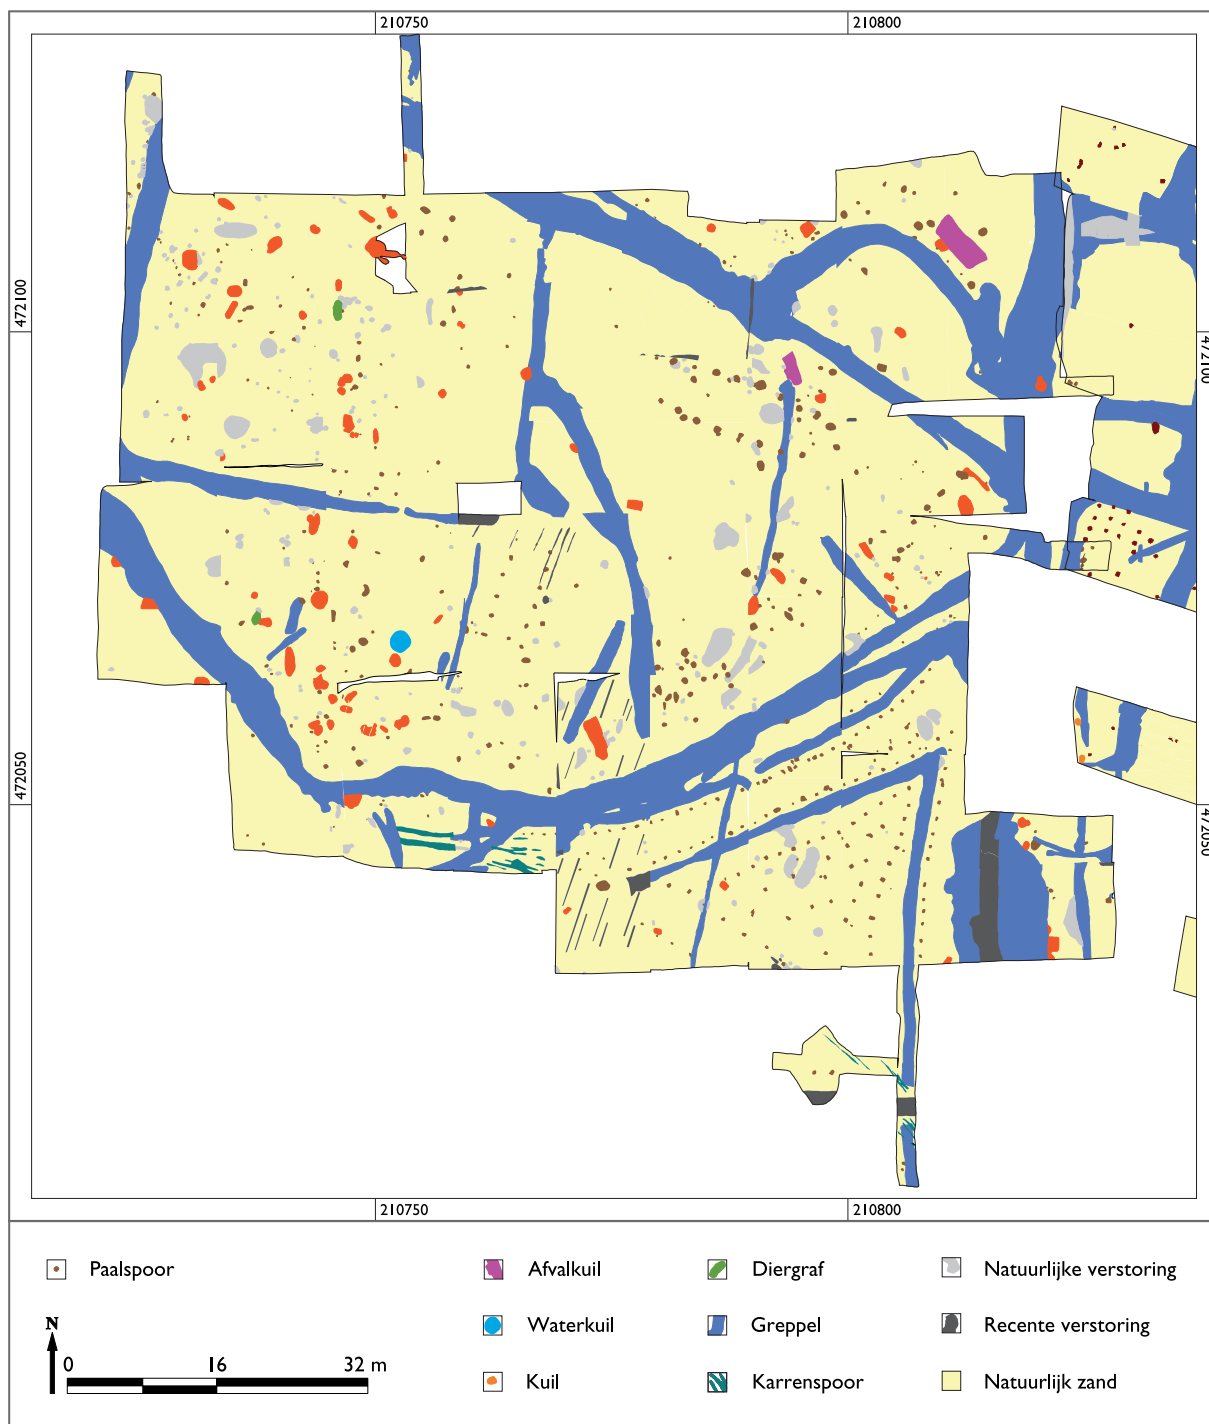 210750
210800
472100
472100
472050
472050
210750
210800
Paalspoor
Afvalkuil
Diergraf
Natuurlijke verstoring
N
Waterkuil
Greppel
Recente verstoring
0 16 32 m
Kuil
Karrenspoor
Natuurlijk zand